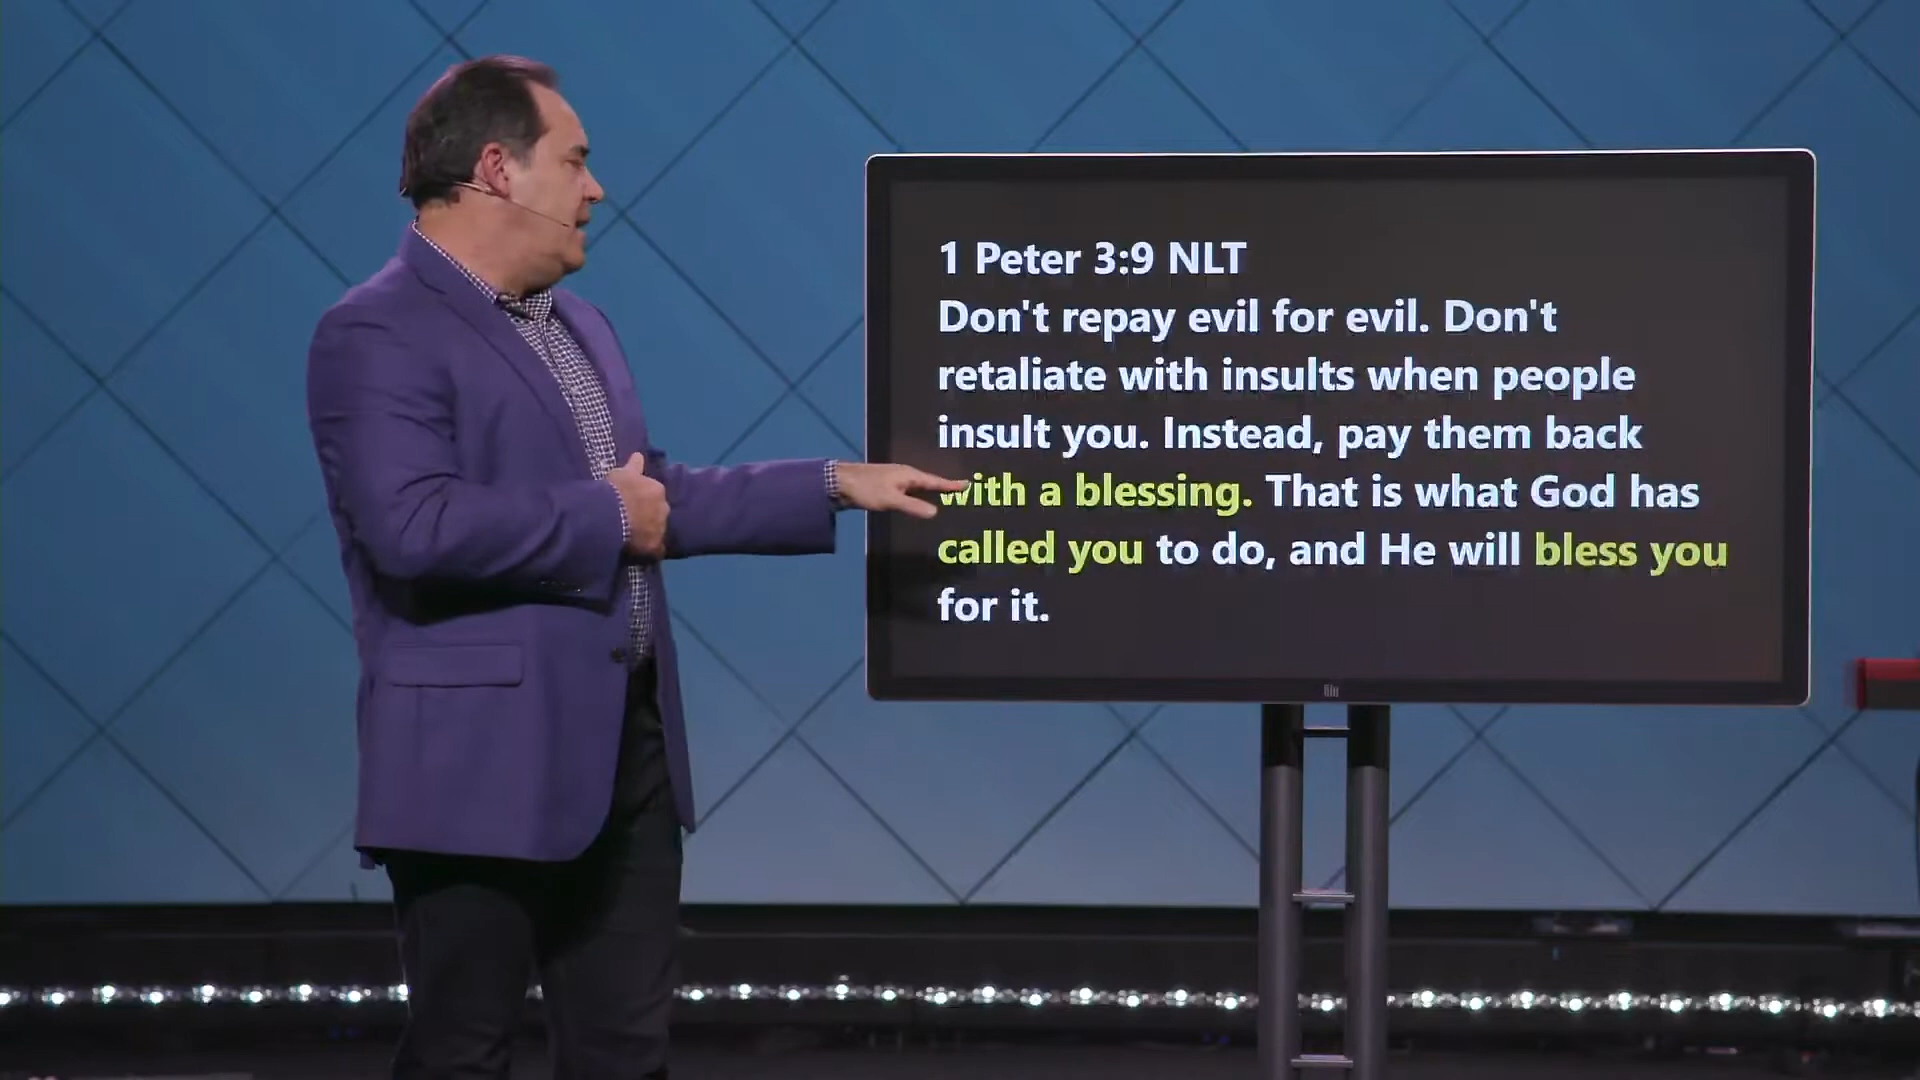 1 Peter 3:9 NLT
Don't repay evil for evil. Don't
retaliate with insults when people
insult you. Instead, pay them back
with a blessing. That is what God has
called you to do, and He will bless you
for it.
elo